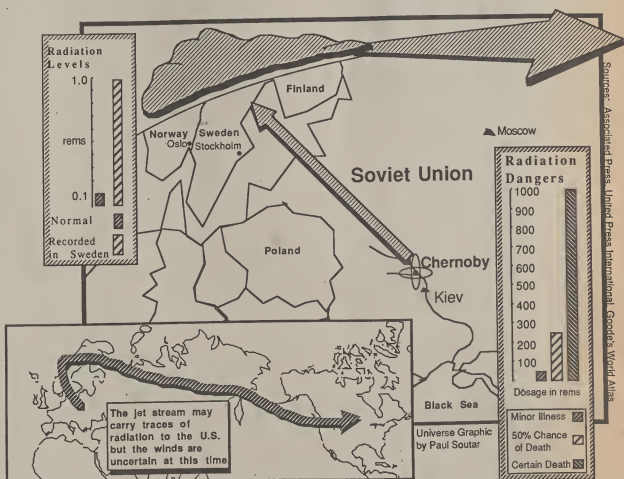 Radiation
Levels
1.0
rems
0.1
Normal
Recorded
in Sweden
Finland
Norway
Sweden
Oslo
Stockholm
Moscow
Soviet Union
Poland
Chernoby
Kiev
Black Sea
Radiation
Dangers
1000
900
800
700
600
500
400
300
200
100
Dosage in rems
Minor Illness
50% Chance
of Death
Certain Death
The jet stream may
carry traces of
radiation to the U.S.
but the winds are
uncertain at this time
Universe Graphic
by Paul Soutar
Sources: Associated Press, United Press International, Goode's World Atlas